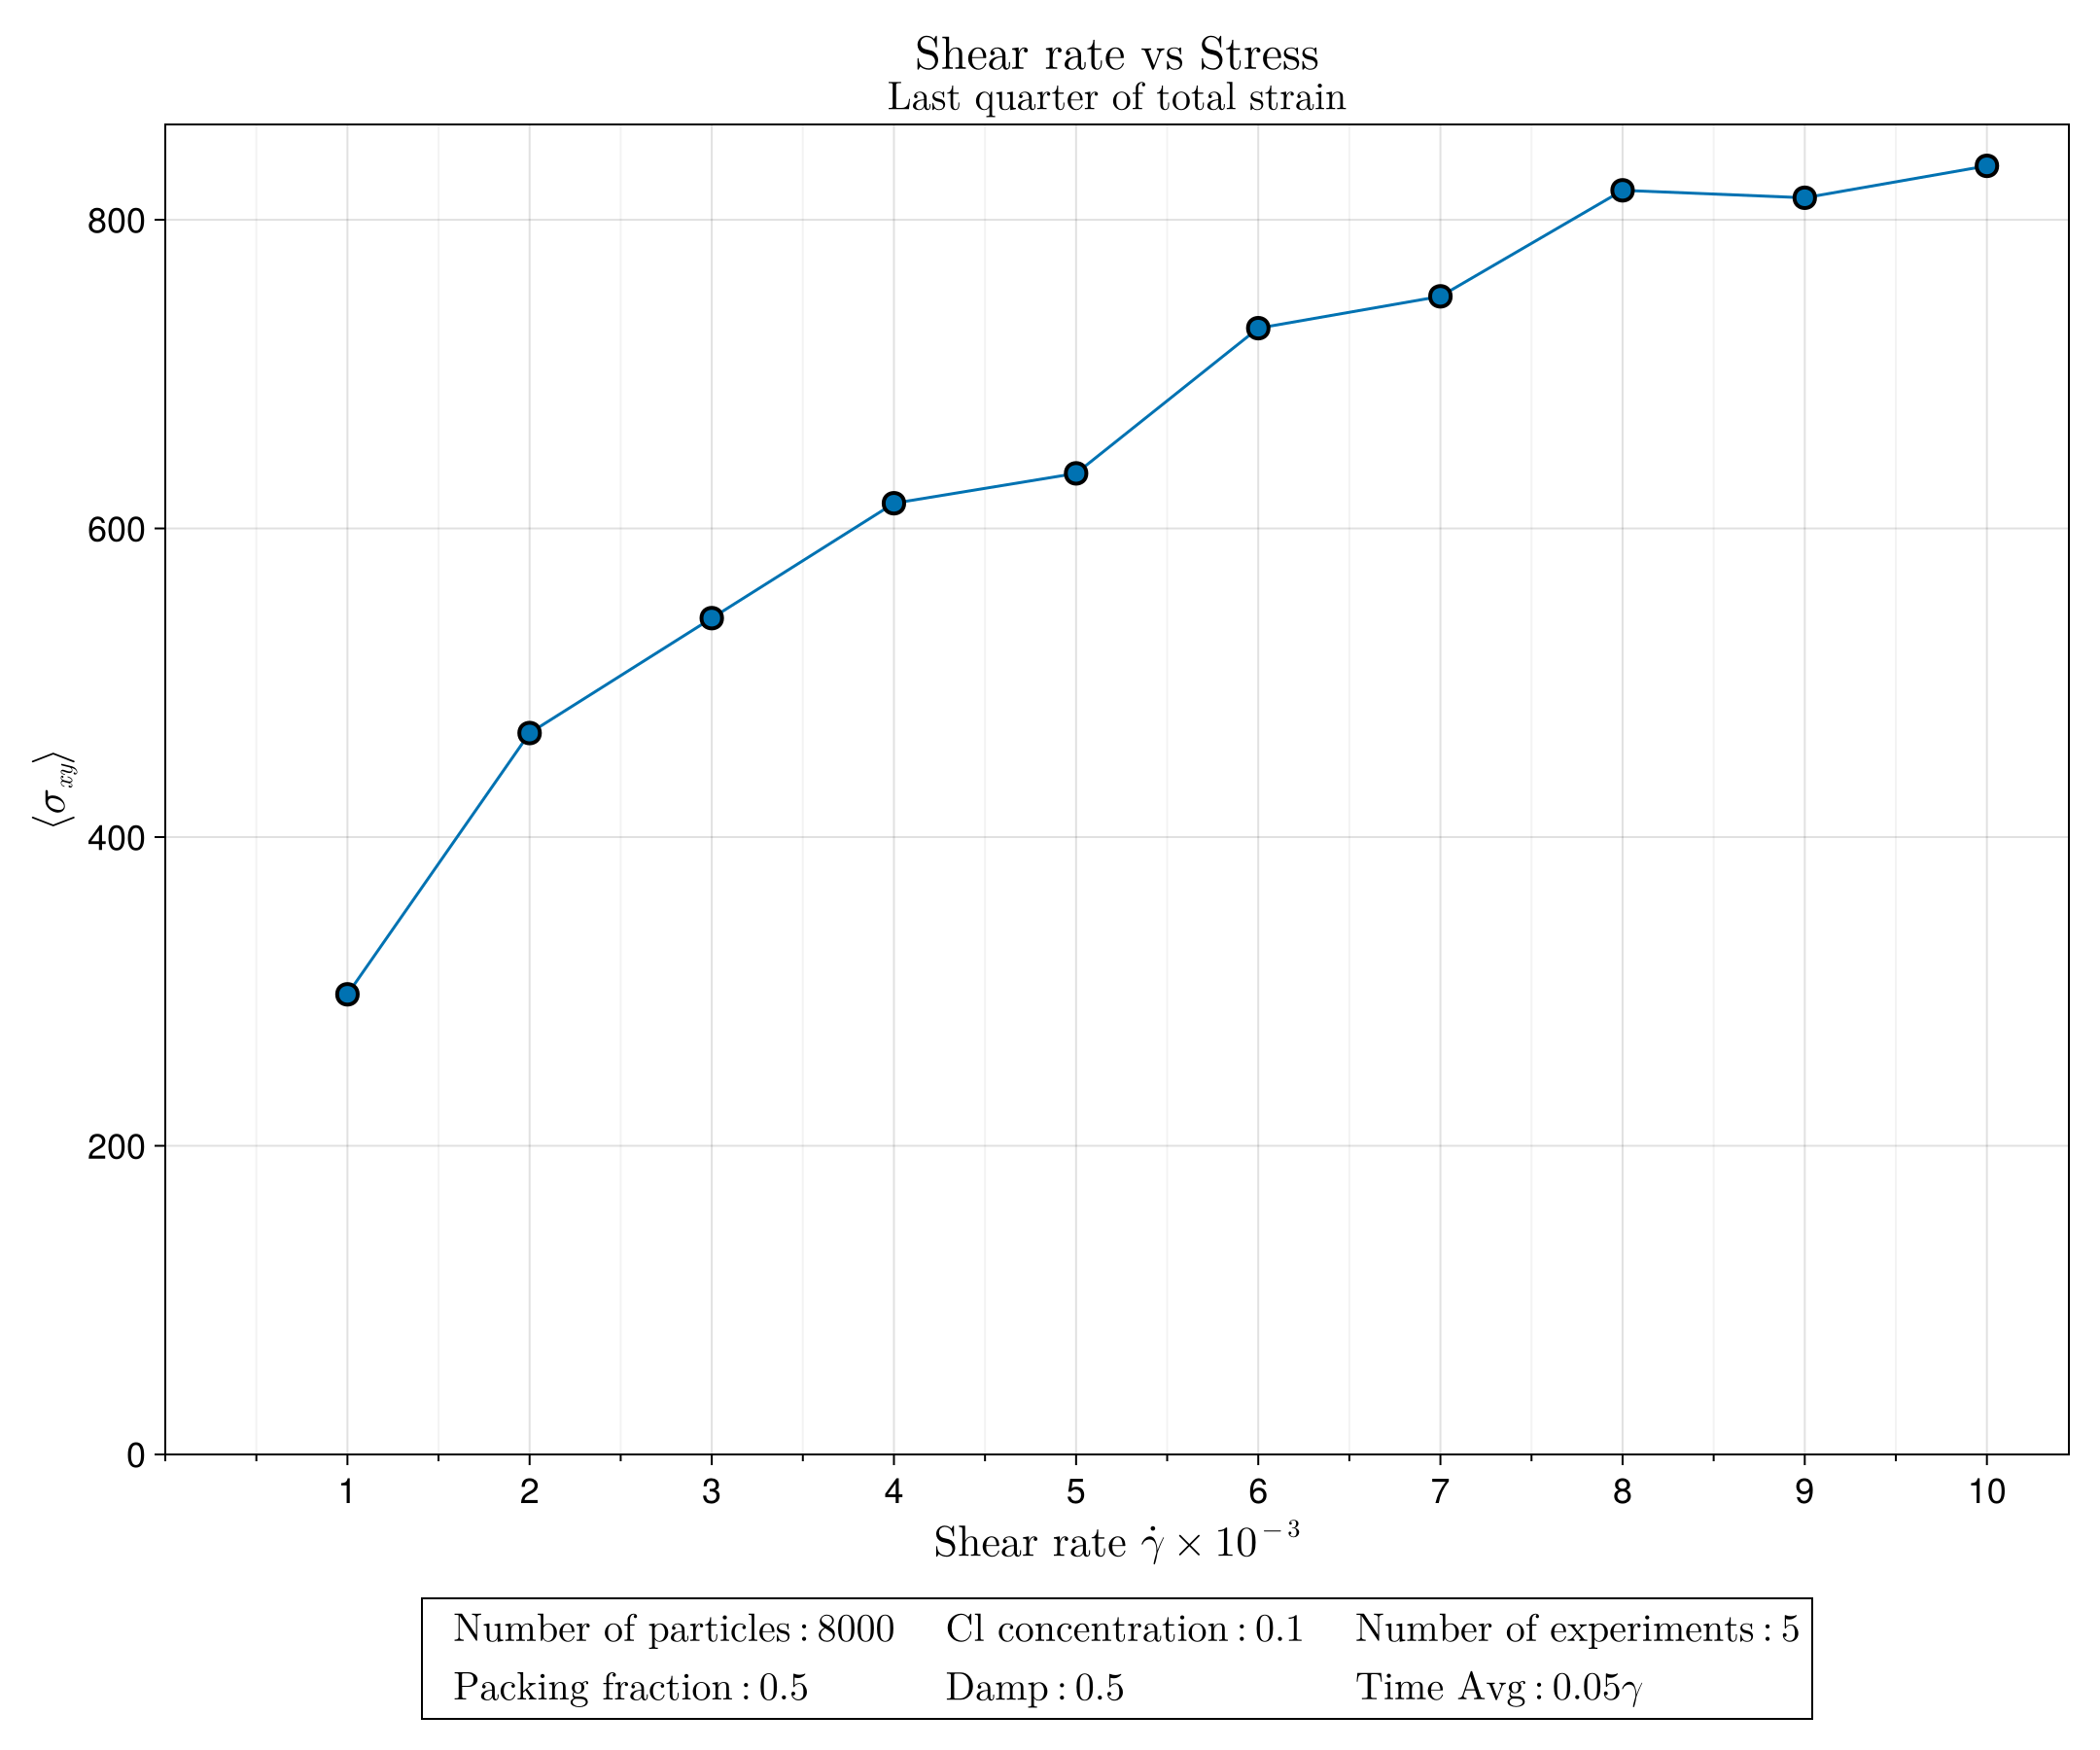 Shear rate vs Stress
Last quarter of total strain
⟨σ_xy⟩
800
600
400
200
0
1 2 3 4 5 6 7 8 9 10
Shear rate γ̇ × 10⁻³
Number of particles : 8000 Cl concentration : 0.1 Number of experiments : 5
Packing fraction : 0.5 Damp : 0.5 Time Avg : 0.05γ